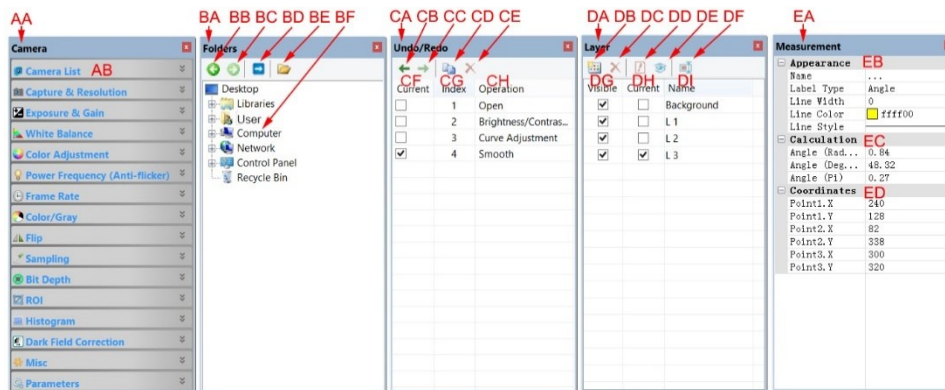 AA
BA BB BC BD BE BF
CA CB CC CD CE
DA DB DC DD DE DF
EA
Camera
AB
Camera List
Capture & Resolution
Exposure & Gain
White Balance
Color Adjustment
Power Frequency (Anti-flicker)
Frame Rate
Color/Gray
Flip
Sampling
Bit Depth
ROI
Histogram
Dark Field Correction
Misc
Parameters
Folders
Desktop
Libraries
User
Computer
Network
Control Panel
Recycle Bin
Undo/Redo
CF CG CH
Current Index Operation
1 Open
2 Brightness/Contras...
3 Curve Adjustment
4 Smooth
Layer
DG DH DI
Visible Current Name
Background
L 1
L 2
L 3
Measurement
Appearance EB
Name ...
Label Type Angle
Line Width 0
Line Color ffff00
Line Style
Calculation EC
Angle (Rad... 0.84
Angle (Deg... 48.32
Angle (Pi) 0.27
Coordinates ED
Point1.X 240
Point1.Y 128
Point2.X 82
Point2.Y 338
Point3.X 300
Point3.Y 320